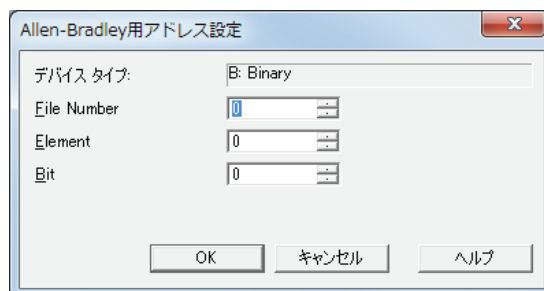 Allen-Bradley用アドレス設定
デバイス タイプ: B: Binary
File Number 0
Element 0
Bit 0
OK キャンセル ヘルプ